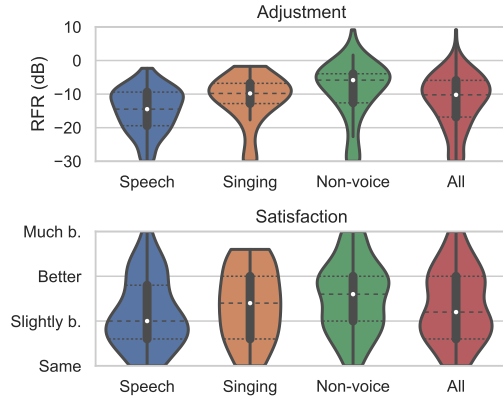 Adjustment
10
0
−10
−20
−30
RFR (dB)
Speech Singing Non-voice All
Satisfaction
Much b.
Better
Slightly b.
Same
Speech Singing Non-voice All